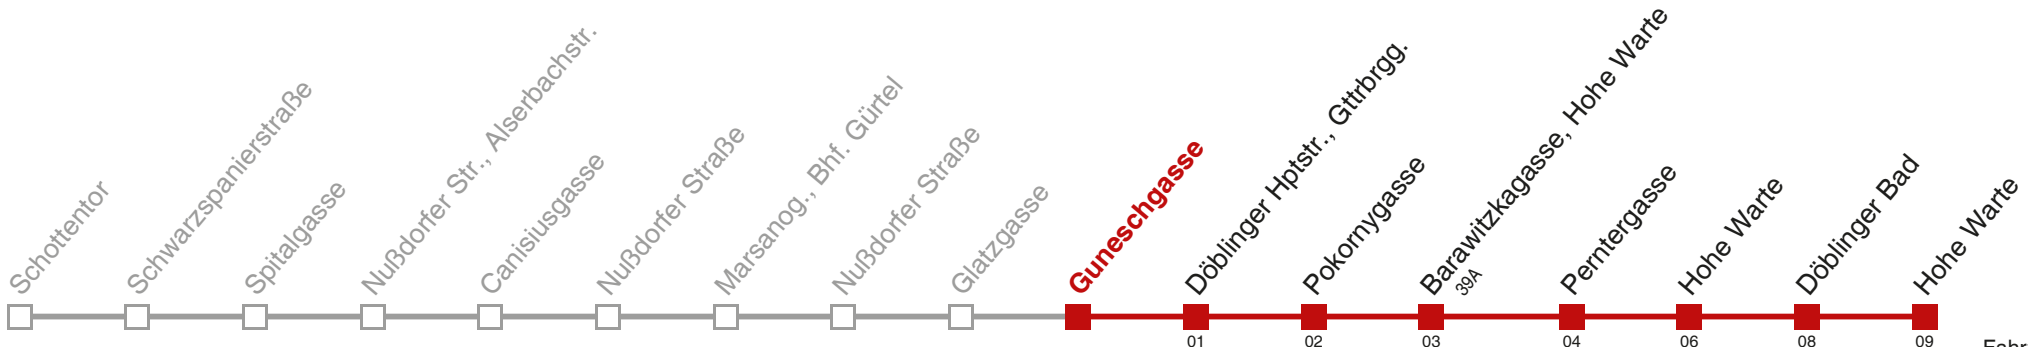 Schottentor
Schwarzspanierstraße
Spitalgasse
Nußdorfer Str., Alserbachstr.
Canisiusgasse
Nußdorfer Straße
Marsanog., Bhf. Gürtel
Nußdorfer Straße
Glatzgasse
Guneschgasse
Döblinger Hptstr., Gttrbrgg.
Pokornygasse
Barawitzkagasse, Hohe Warte
39A
Perntergasse
Hohe Warte
Döblinger Bad
Hohe Warte
01 02 03 04 06 08 09